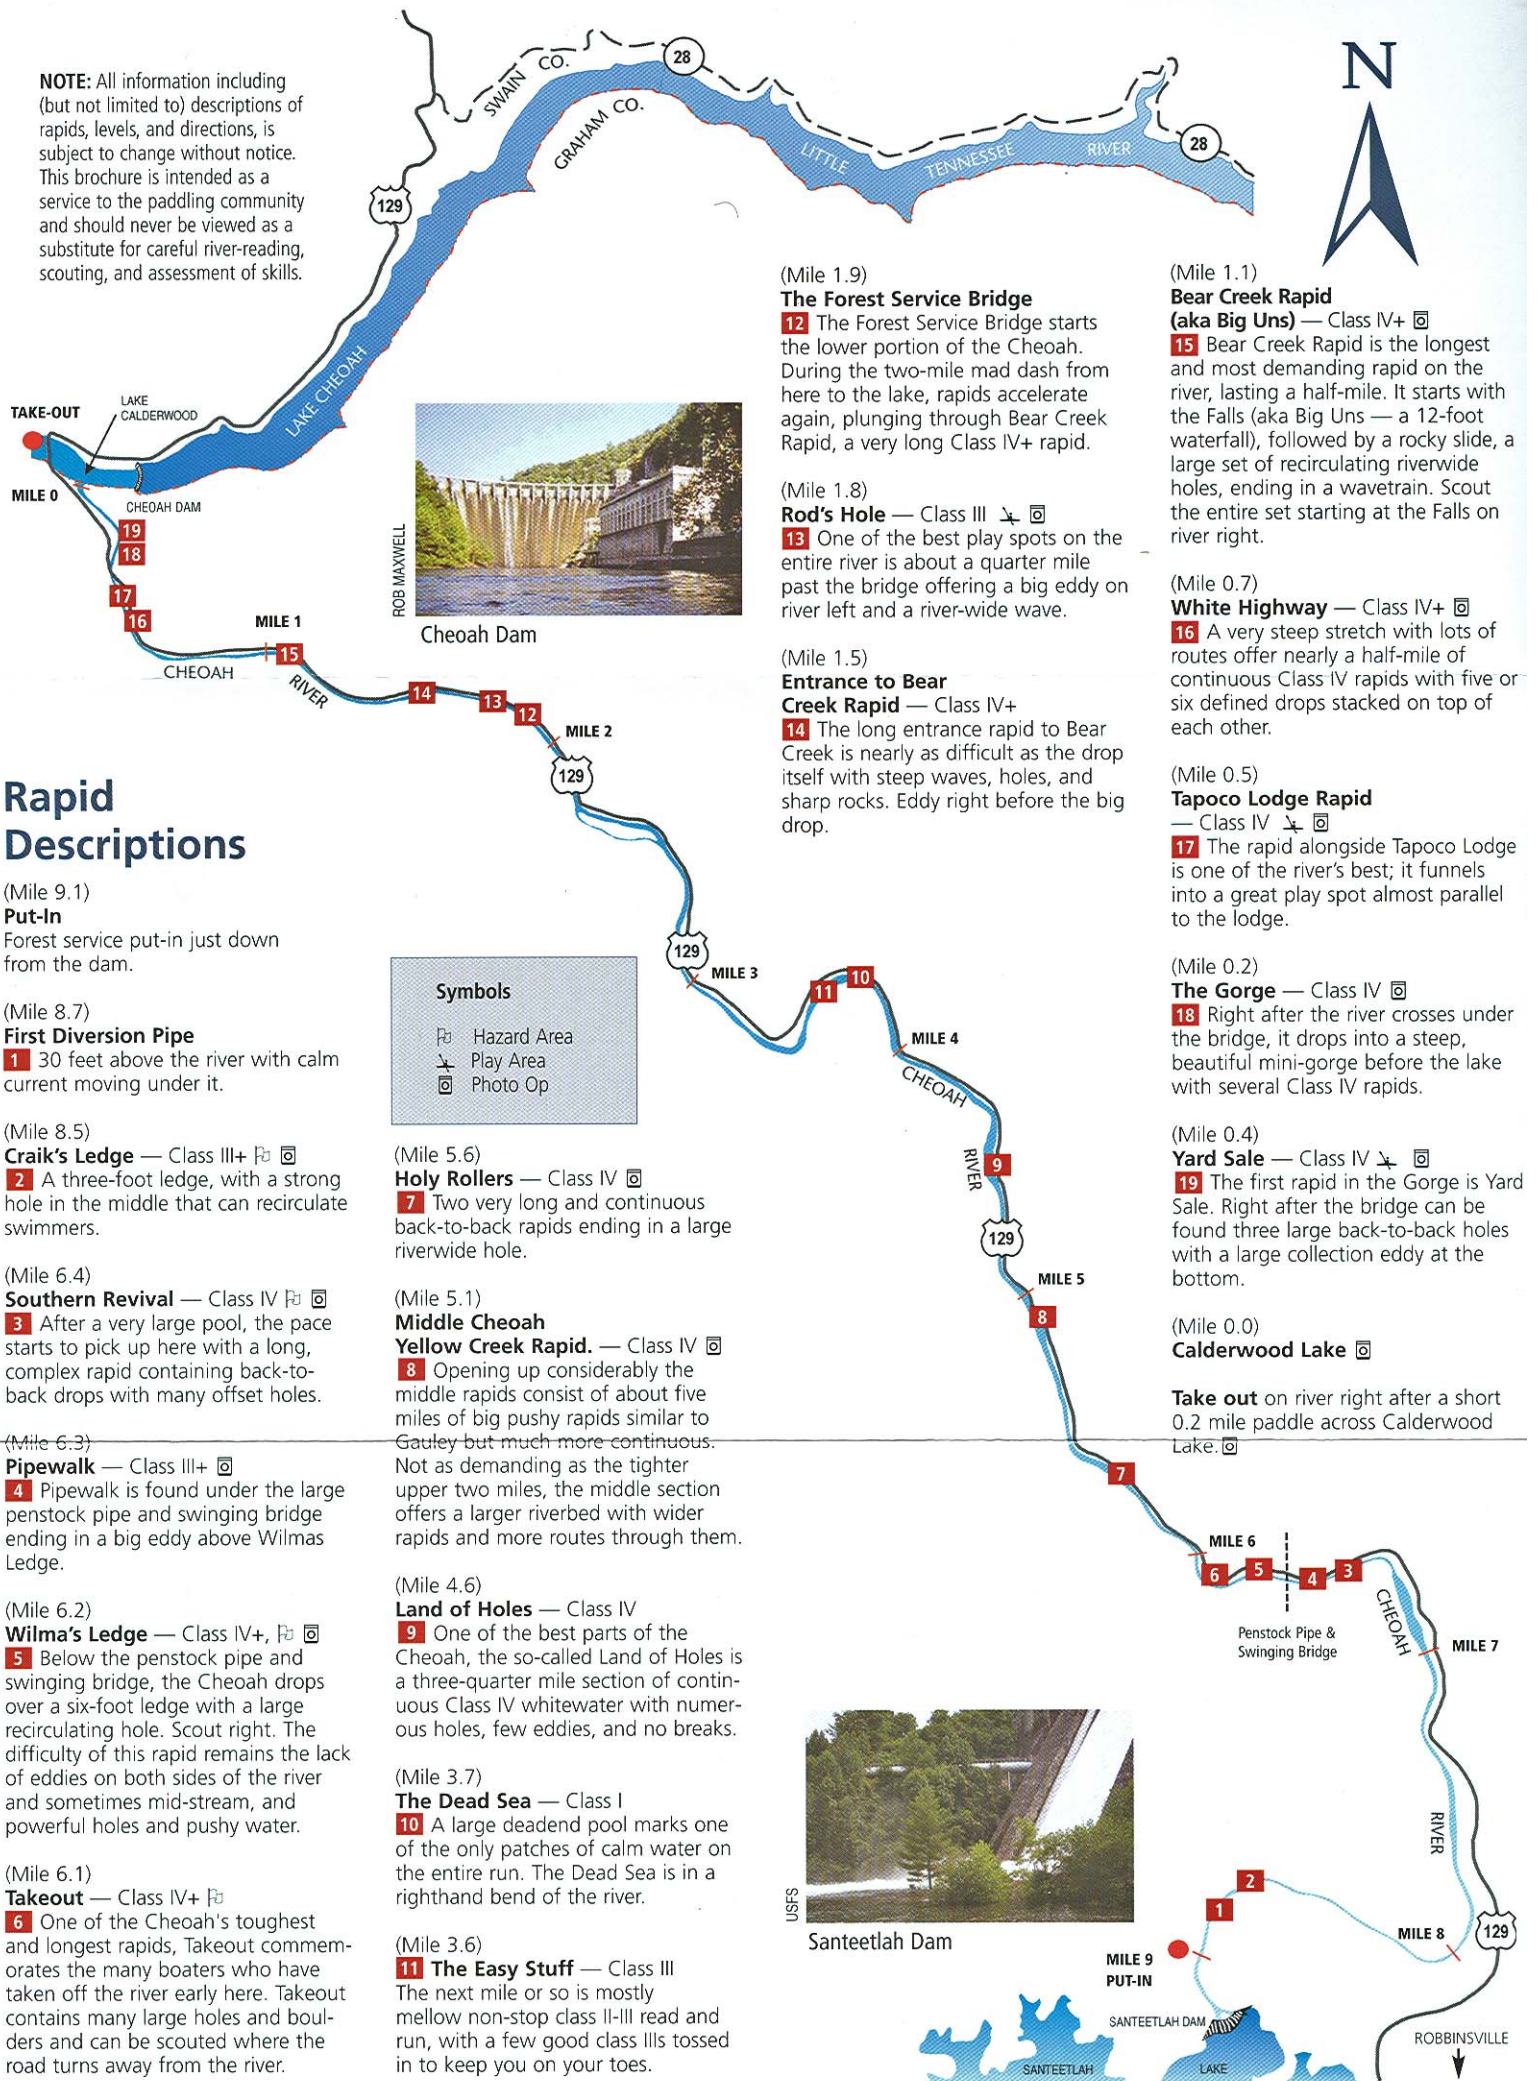 NOTE: All information including
(but not limited to) descriptions of
rapids, levels, and directions, is
subject to change without notice.
This brochure is intended as a
service to the paddling community
and should never be viewed as a
substitute for careful river-reading,
scouting, and assessment of skills.
SWAIN CO.
GRAHAM CO.
28
LITTLE TENNESSEE RIVER
28
N
129
LAKE CHEOAH
TAKE-OUT
LAKE
CALDERWOOD
MILE 0
CHEOAH DAM
19
18
17
16
MILE 1
15
CHEOAH
RIVER
14
13
12
MILE 2
129
ROB MAXWELL
Cheoah Dam
129
MILE 3
11
10
MILE 4
CHEOAH
RIVER
9
129
MILE 5
8
7
MILE 6
6
5
4
3
Penstock Pipe &
Swinging Bridge
CHEOAH
MILE 7
RIVER
2
1
MILE 8
129
MILE 9
PUT-IN
SANTEETLAH DAM
SANTEETLAH
LAKE
ROBBINSVILLE
USFS
Santeetlah Dam
Symbols
Hazard Area
Play Area
Photo Op
Rapid
Descriptions
(Mile 9.1)
Put-In
Forest service put-in just down
from the dam.
(Mile 8.7)
First Diversion Pipe
1 30 feet above the river with calm
current moving under it.
(Mile 8.5)
Craik's Ledge — Class III+
2 A three-foot ledge, with a strong
hole in the middle that can recirculate
swimmers.
(Mile 6.4)
Southern Revival — Class IV
3 After a very large pool, the pace
starts to pick up here with a long,
complex rapid containing back-to-
back drops with many offset holes.
(Mile 6.3)
Pipewalk — Class III+
4 Pipewalk is found under the large
penstock pipe and swinging bridge
ending in a big eddy above Wilmas
Ledge.
(Mile 6.2)
Wilma's Ledge — Class IV+,
5 Below the penstock pipe and
swinging bridge, the Cheoah drops
over a six-foot ledge with a large
recirculating hole. Scout right. The
difficulty of this rapid remains the lack
of eddies on both sides of the river
and sometimes mid-stream, and
powerful holes and pushy water.
(Mile 6.1)
Takeout — Class IV+
6 One of the Cheoah's toughest
and longest rapids, Takeout commem-
orates the many boaters who have
taken off the river early here. Takeout
contains many large holes and boul-
ders and can be scouted where the
road turns away from the river.
(Mile 5.6)
Holy Rollers — Class IV
7 Two very long and continuous
back-to-back rapids ending in a large
riverwide hole.
(Mile 5.1)
Middle Cheoah
Yellow Creek Rapid. — Class IV
8 Opening up considerably the
middle rapids consist of about five
miles of big pushy rapids similar to
Gauley but much more continuous.
Not as demanding as the tighter
upper two miles, the middle section
offers a larger riverbed with wider
rapids and more routes through them.
(Mile 4.6)
Land of Holes — Class IV
9 One of the best parts of the
Cheoah, the so-called Land of Holes is
a three-quarter mile section of contin-
uous Class IV whitewater with numer-
ous holes, few eddies, and no breaks.
(Mile 3.7)
The Dead Sea — Class I
10 A large deadend pool marks one
of the only patches of calm water on
the entire run. The Dead Sea is in a
righthand bend of the river.
(Mile 3.6)
11 The Easy Stuff — Class III
The next mile or so is mostly
mellow non-stop class II-III read and
run, with a few good class IIIs tossed
in to keep you on your toes.
(Mile 1.9)
The Forest Service Bridge
12 The Forest Service Bridge starts
the lower portion of the Cheoah.
During the two-mile mad dash from
here to the lake, rapids accelerate
again, plunging through Bear Creek
Rapid, a very long Class IV+ rapid.
(Mile 1.8)
Rod's Hole — Class III
13 One of the best play spots on the
entire river is about a quarter mile
past the bridge offering a big eddy on
river left and a river-wide wave.
(Mile 1.5)
Entrance to Bear
Creek Rapid — Class IV+
14 The long entrance rapid to Bear
Creek is nearly as difficult as the drop
itself with steep waves, holes, and
sharp rocks. Eddy right before the big
drop.
(Mile 1.1)
Bear Creek Rapid
(aka Big Uns) — Class IV+
15 Bear Creek Rapid is the longest
and most demanding rapid on the
river, lasting a half-mile. It starts with
the Falls (aka Big Uns — a 12-foot
waterfall), followed by a rocky slide, a
large set of recirculating riverwide
holes, ending in a wavetrain. Scout
the entire set starting at the Falls on
river right.
(Mile 0.7)
White Highway — Class IV+
16 A very steep stretch with lots of
routes offer nearly a half-mile of
continuous Class IV rapids with five or
six defined drops stacked on top of
each other.
(Mile 0.5)
Tapoco Lodge Rapid
— Class IV
17 The rapid alongside Tapoco Lodge
is one of the river's best; it funnels
into a great play spot almost parallel
to the lodge.
(Mile 0.2)
The Gorge — Class IV
18 Right after the river crosses under
the bridge, it drops into a steep,
beautiful mini-gorge before the lake
with several Class IV rapids.
(Mile 0.4)
Yard Sale — Class IV
19 The first rapid in the Gorge is Yard
Sale. Right after the bridge can be
found three large back-to-back holes
with a large collection eddy at the
bottom.
(Mile 0.0)
Calderwood Lake
Take out on river right after a short
0.2 mile paddle across Calderwood
Lake.